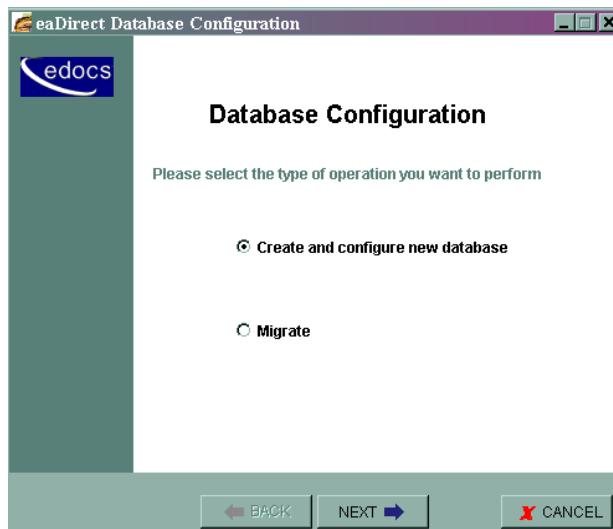 eaDirect Database Configuration
edocs
Database Configuration
Please select the type of operation you want to perform
Create and configure new database
Migrate
BACK
NEXT
CANCEL